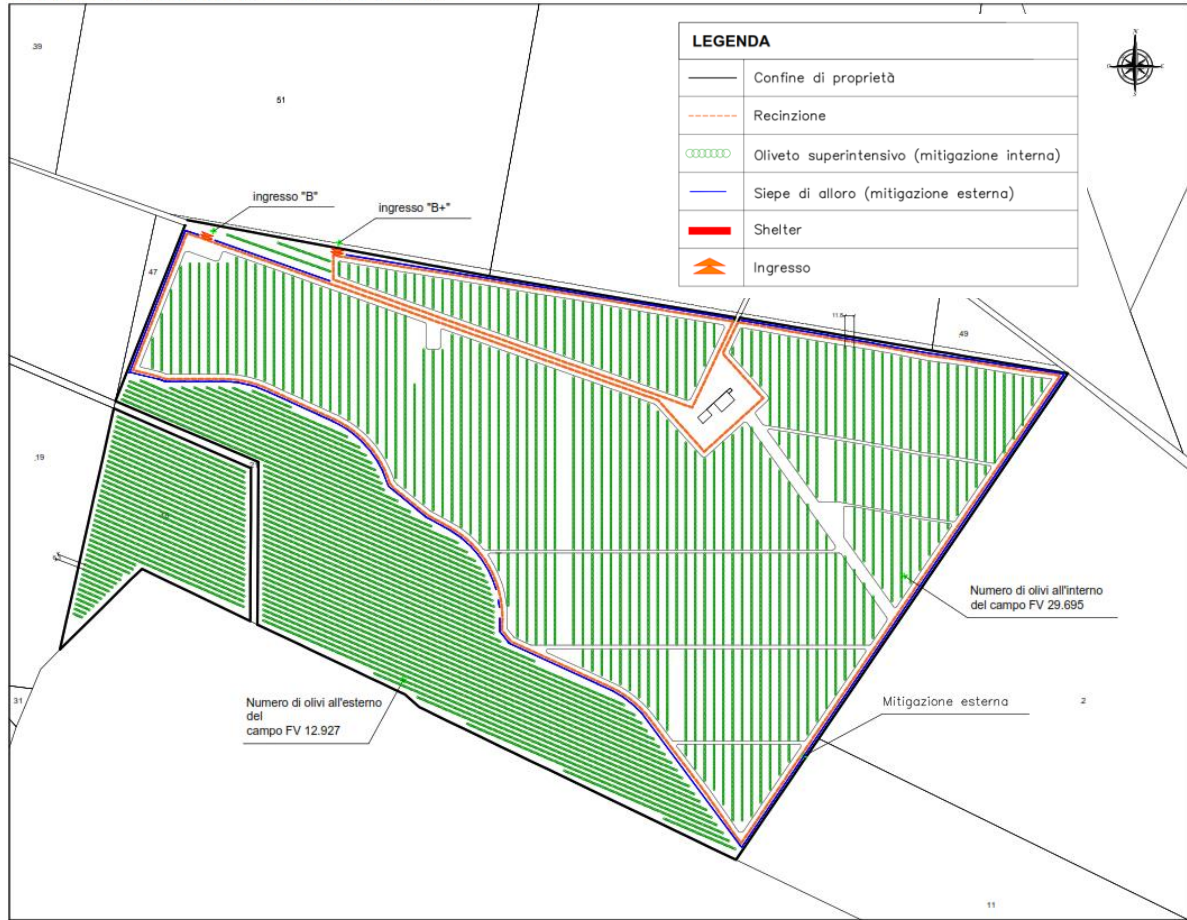 39
51
LEGENDA
Confine di proprietà
Recinzione
Oliveto superintensivo (mitigazione interna)
Siepe di alloro (mitigazione esterna)
Shelter
Ingresso
N
S
ingresso "B"
ingresso "B+"
47
11.8
49
19
Numero di olivi all'interno
del campo FV 29.695
31
Numero di olivi all'esterno
del
campo FV 12.927
Mitigazione esterna
2
11